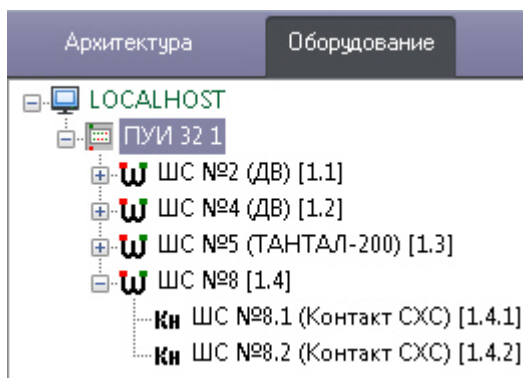 Архитектура Оборудование
LOCALHOST
ПУИ 32 1
ШС №2 (ДВ) [1.1]
ШС №4 (ДВ) [1.2]
ШС №5 (ТАНТАЛ-200) [1.3]
ШС №8 [1.4]
Кн ШС №8.1 (Контакт СХС) [1.4.1]
Кн ШС №8.2 (Контакт СХС) [1.4.2]